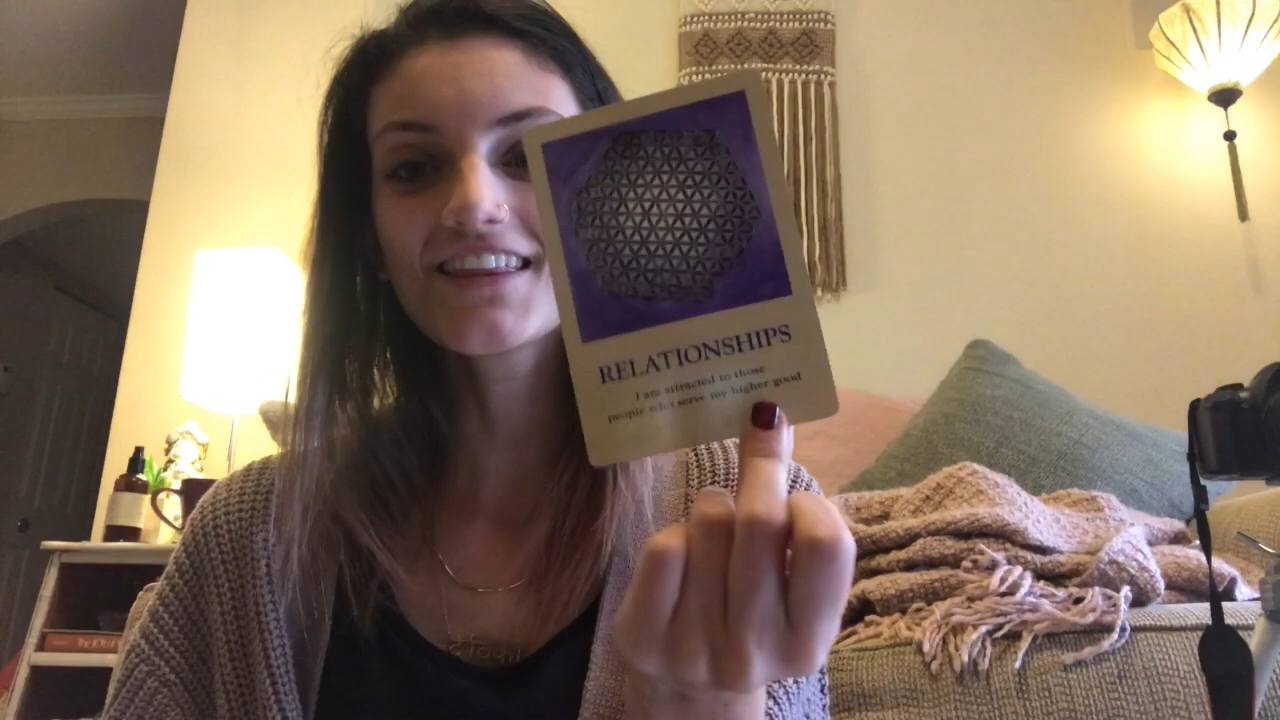 RELATIONSHIPS
I am attracted to those
people who serve my higher good